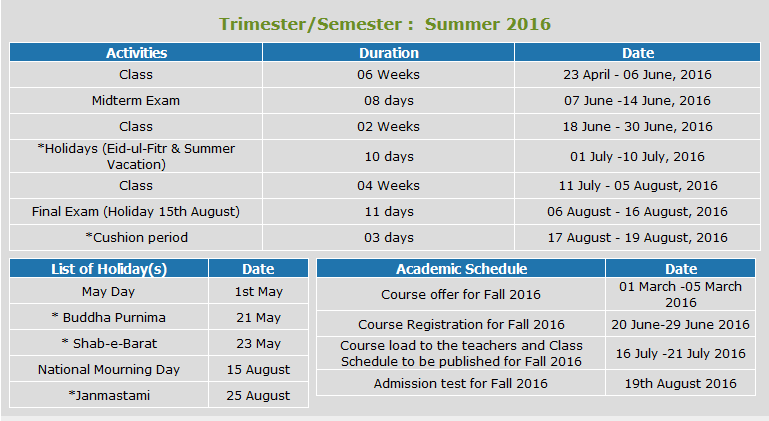 Trimester/Semester :  Summer 2016
Activities Duration Date
Class 06 Weeks 23 April - 06 June, 2016
Midterm Exam 08 days 07 June -14 June, 2016
Class 02 Weeks 18 June - 30 June, 2016
*Holidays (Eid-ul-Fitr & Summer
Vacation) 10 days 01 July -10 July, 2016
Class 04 Weeks 11 July - 05 August, 2016
Final Exam (Holiday 15th August) 11 days 06 August - 16 August, 2016
*Cushion period 03 days 17 August - 19 August, 2016
List of Holiday(s) Date
May Day 1st May
* Buddha Purnima 21 May
* Shab-e-Barat 23 May
National Mourning Day 15 August
*Janmastami 25 August
Academic Schedule Date
Course offer for Fall 2016 01 March -05 March
2016
Course Registration for Fall 2016 20 June-29 June 2016
Course load to the teachers and Class
Schedule to be published for Fall 2016 16 July -21 July 2016
Admission test for Fall 2016 19th August 2016